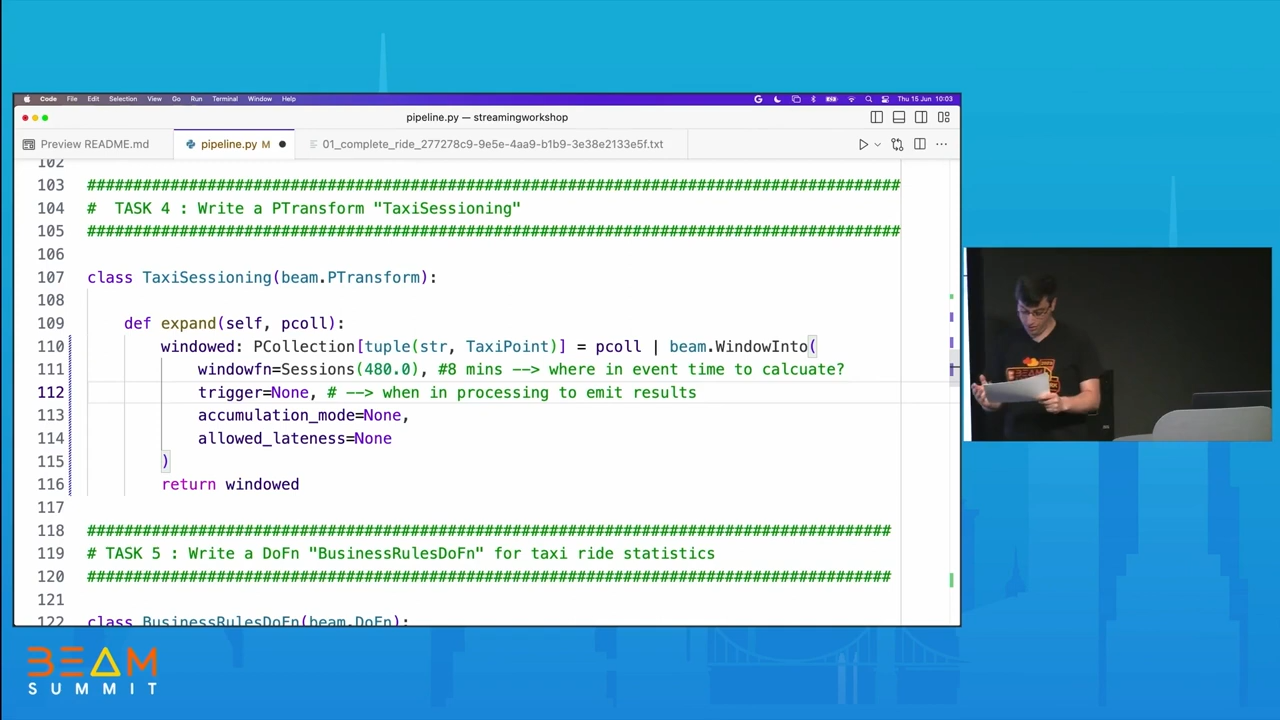 Code File Edit Selection View Go Run Terminal Window Help Thu 15 Jun 10:03
pipeline.py — streamingworkshop
Preview README.md pipeline.py M 01_complete_ride_277278c9-9e5e-4aa9-b1b9-3e38e2133e5f.txt
102
103 ########################################################################################
104 #  TASK 4 : Write a PTransform "TaxiSessioning"
105 ########################################################################################
106
107 class TaxiSessioning(beam.PTransform):
108
109 def expand(self, pcoll):
110 windowed: PCollection[tuple(str, TaxiPoint)] = pcoll | beam.WindowInto(
111 windowfn=Sessions(480.0), #8 mins --> where in event time to calcuate?
112 trigger=None, # --> when in processing to emit results
113 accumulation_mode=None,
114 allowed_lateness=None
115 )
116 return windowed
117
118 #######################################################################################
119 # TASK 5 : Write a DoFn "BusinessRulesDoFn" for taxi ride statistics
120 #######################################################################################
121
122 class BusinessRulesDoFn(beam.DoFn):
BEAM
SUMMIT